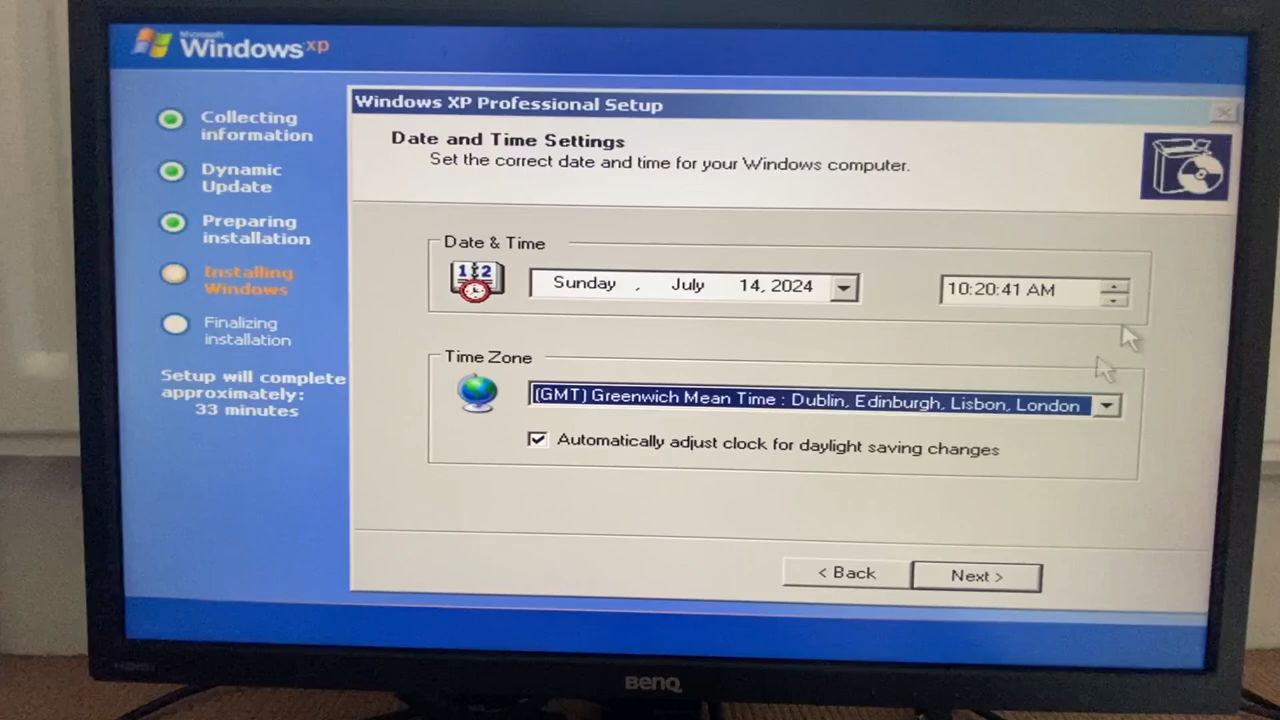 Microsoft
Windows xp
Collecting
information
Dynamic
Update
Preparing
installation
Installing
Windows
Finalizing
installation
Setup will complete
approximately:
33 minutes
Windows XP Professional Setup
Date and Time Settings
Set the correct date and time for your Windows computer.
Date & Time
12
Sunday , July 14, 2024
10:20:41 AM
Time Zone
(GMT) Greenwich Mean Time : Dublin, Edinburgh, Lisbon, London
Automatically adjust clock for daylight saving changes
< Back
Next >
BenQ